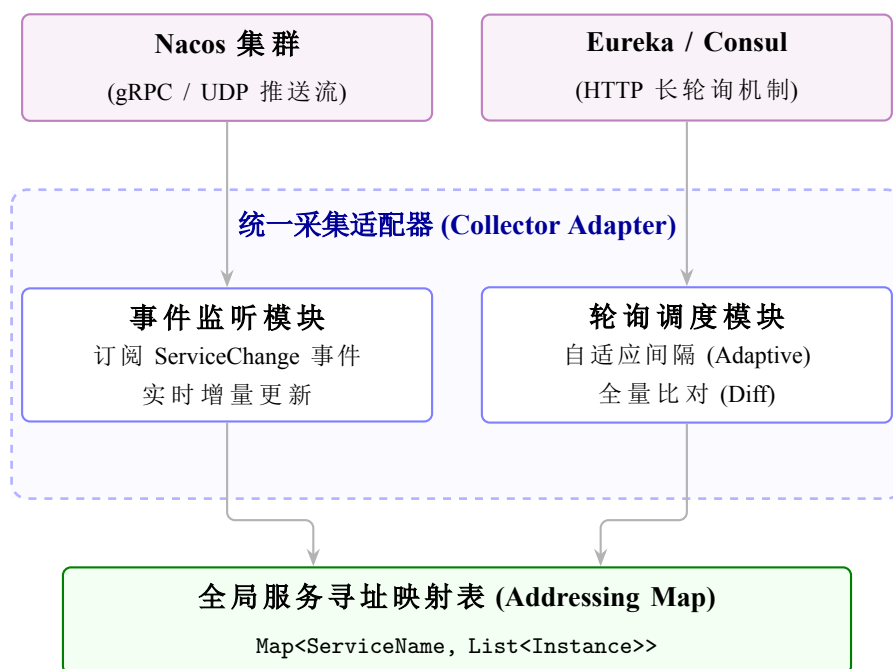 Nacos 集群
(gRPC / UDP 推送流)
Eureka / Consul
(HTTP 长轮询机制)
统一采集适配器 (Collector Adapter)
事件监听模块
订阅 ServiceChange 事件
实时增量更新
轮询调度模块
自适应间隔 (Adaptive)
全量比对 (Diff)
全局服务寻址映射表 (Addressing Map)
Map<ServiceName, List<Instance>>